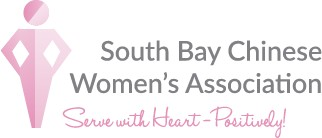 South Bay Chinese
Women's Association
Serve with Heart - Positively!